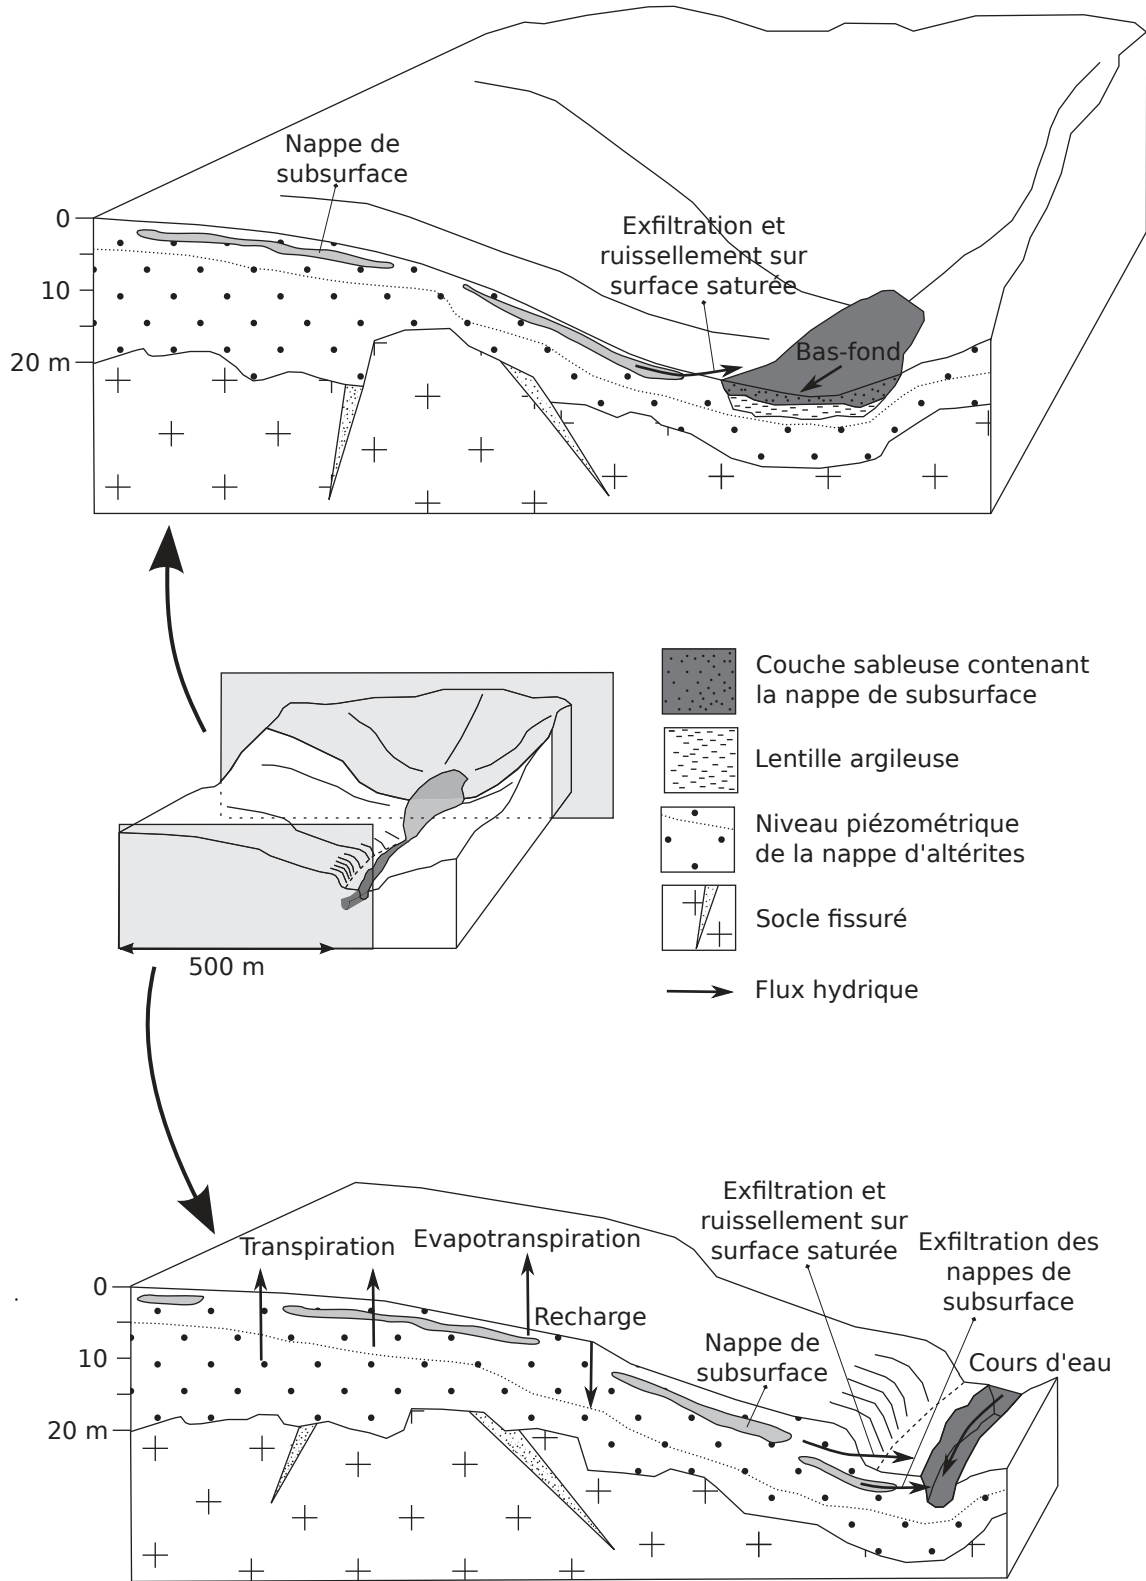 Nappe de
subsurface
0
10
20 m
Exfiltration et
ruissellement sur
surface saturée
Bas-fond
Couche sableuse contenant
la nappe de subsurface
Lentille argileuse
Niveau piézométrique
de la nappe d'altérites
Socle fissuré
Flux hydrique
500 m
Exfiltration et
ruissellement sur
surface saturée
Exfiltration des
nappes de
subsurface
Transpiration
Evapotranspiration
0
10
20 m
Recharge
Nappe de
subsurface
Cours d'eau